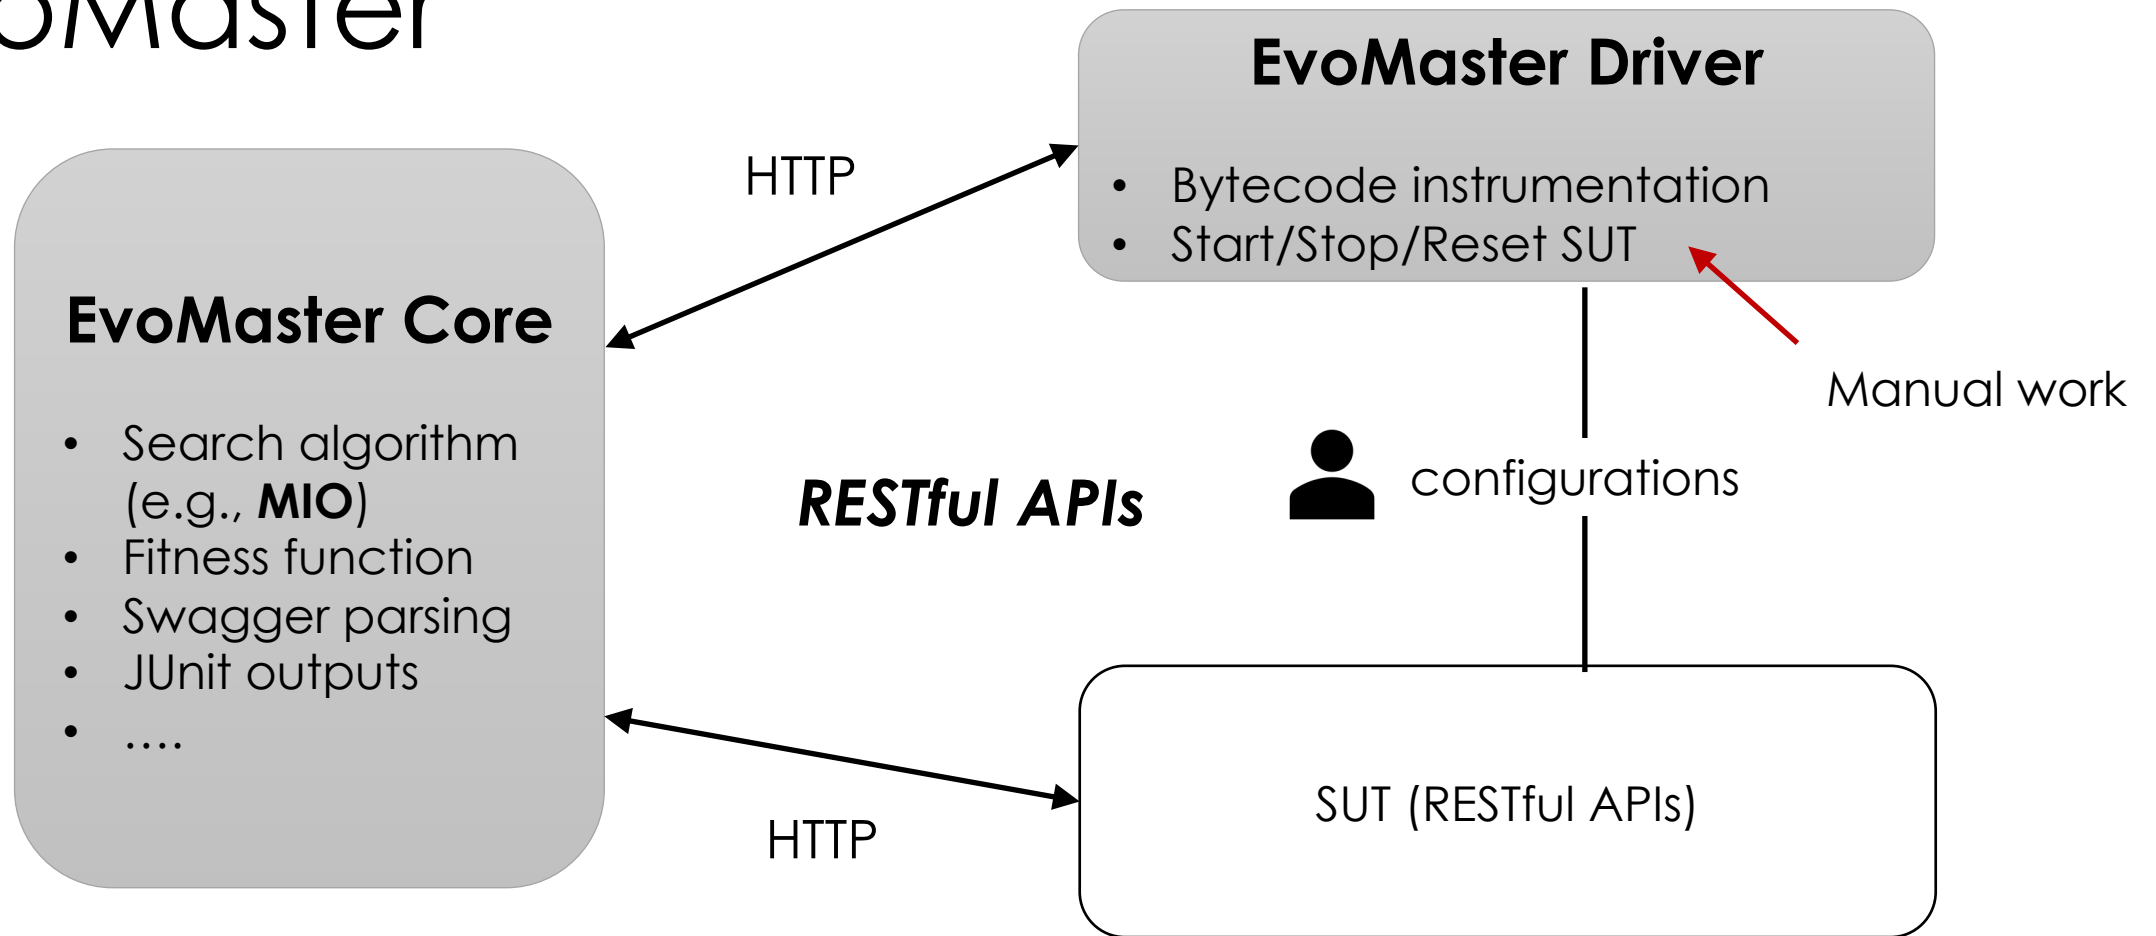 oMaster
EvoMaster Driver
• Bytecode instrumentation
• Start/Stop/Reset SUT
HTTP
EvoMaster Core
• Search algorithm
(e.g., MIO)
• Fitness function
• Swagger parsing
• JUnit outputs
• ....
Manual work
configurations
RESTful APIs
SUT (RESTful APIs)
HTTP